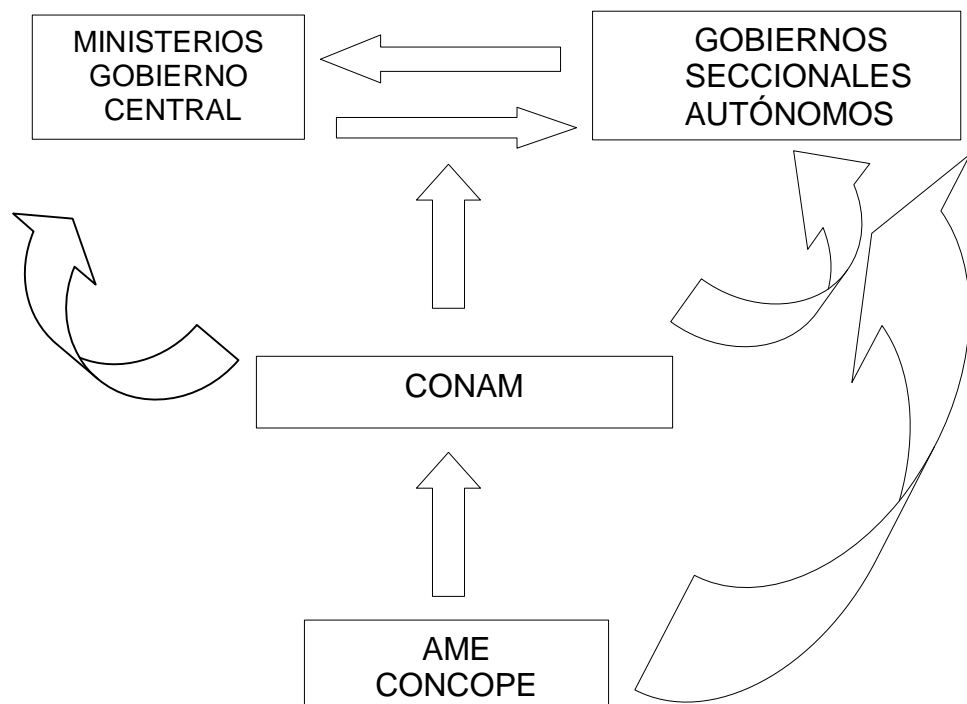 MINISTERIOS
GOBIERNO
CENTRAL
GOBIERNOS
SECCIONALES
AUTÓNOMOS
CONAM
AME
CONCOPE